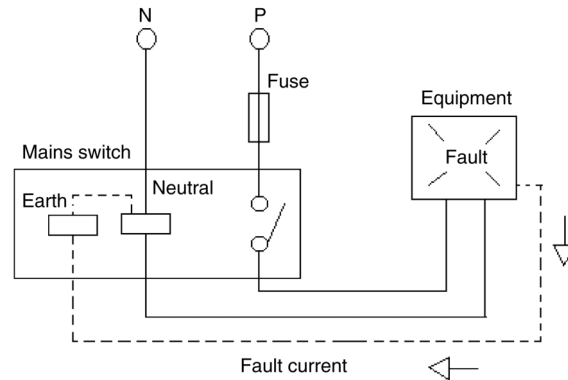 N
P
Fuse
Equipment
Mains switch
Fault
Earth
Neutral
Fault current